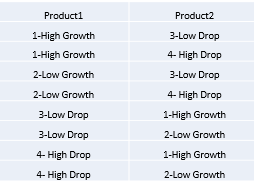 Product1 Product2
1-High Growth 3-Low Drop
1-High Growth 4- High Drop
2-Low Growth 3-Low Drop
2-Low Growth 4- High Drop
3-Low Drop 1-High Growth
3-Low Drop 2-Low Growth
4- High Drop 1-High Growth
4- High Drop 2-Low Growth